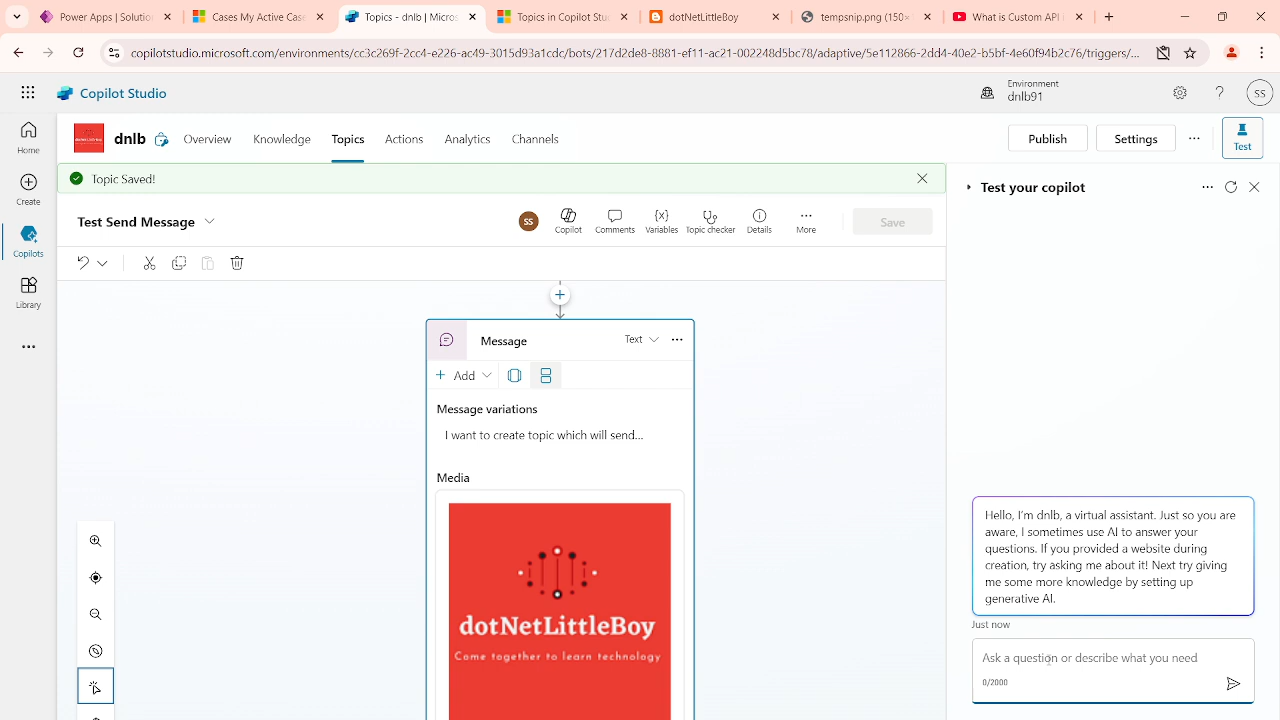 Power Apps | Solution
Cases My Active Case
Topics - dnlb | Micros
Topics in Copilot Stu
dotNetLittleBoy
tempsnip.png (150×
What is Custom API
copilotstudio.microsoft.com/environments/cc3c269f-2cc4-e226-ac49-3015d93a1cdc/bots/217d2de8-8881-ef11-ac21-002248d5bc78/adaptive/5e112866-2dd4-40e2-b5bf-4e60f94b2c76/triggers/...
Copilot Studio
Environment
dnlb91
SS
Home
Create
Copilots
Library
dnlb
Overview
Knowledge
Topics
Actions
Analytics
Channels
Publish
Settings
Test
Topic Saved!
Test Send Message
SS
Copilot
Comments
Variables
Topic checker
Details
More
Save
Message
Text
Add
Message variations
I want to create topic which will send...
Media
dotNetLittleBoy
Come together to learn technology
Test your copilot
Hello, I'm dnlb, a virtual assistant. Just so you are
aware, I sometimes use AI to answer your
questions. If you provided a website during
creation, try asking me about it! Next try giving
me some more knowledge by setting up
generative AI.
Just now
Ask a question or describe what you need
0/2000